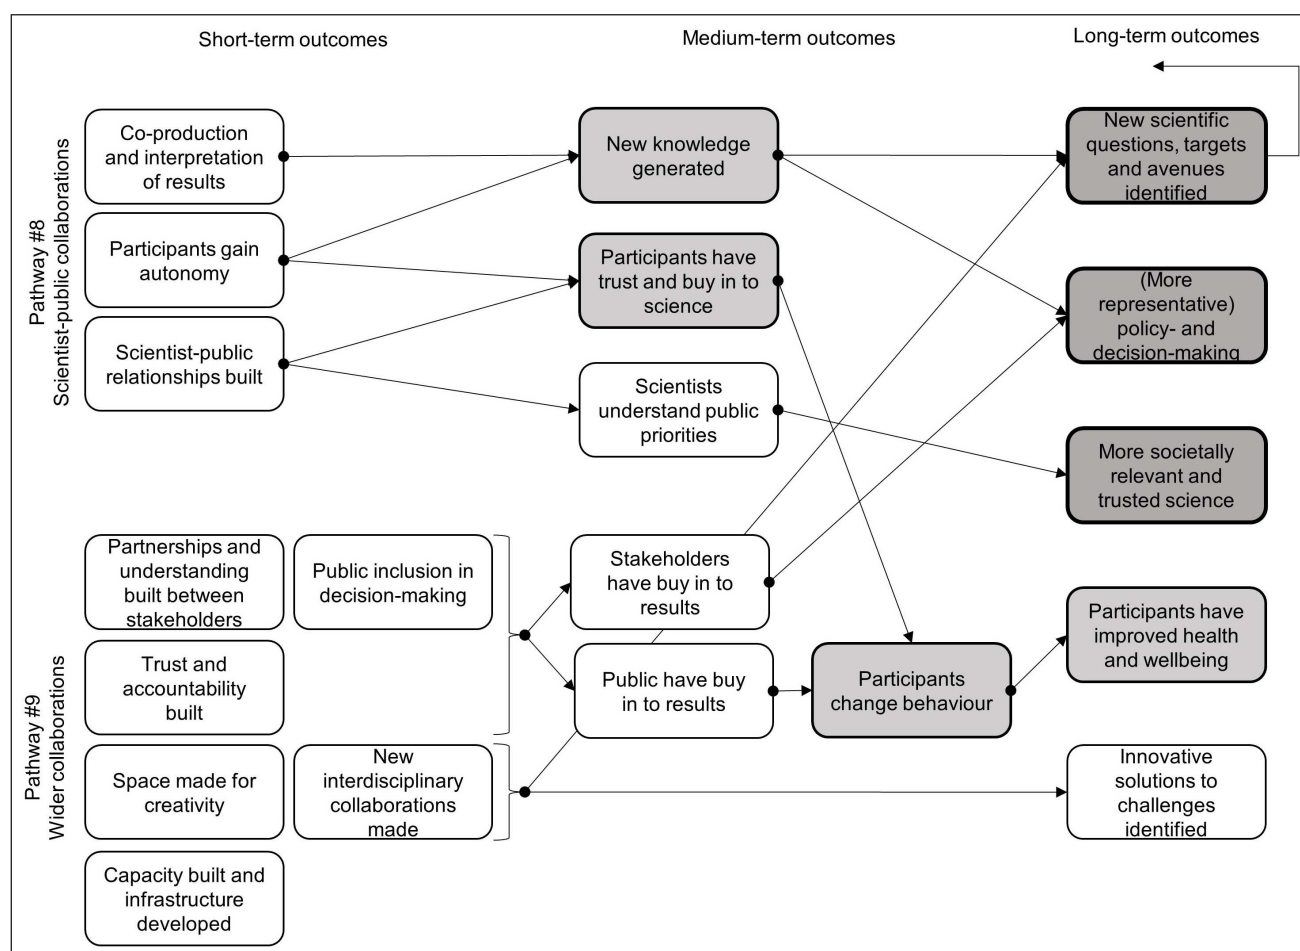 Short-term outcomes
Medium-term outcomes
Long-term outcomes
Pathway #8
Scientist-public collaborations
Co-production
and interpretation
of results
New knowledge
generated
New scientific
questions, targets
and avenues
identified
Participants gain
autonomy
Participants have
trust and buy in to
science
(More
representative)
policy- and
decision-making
Scientist-public
relationships built
Scientists
understand public
priorities
More societally
relevant and
trusted science
Pathway #9
Wider collaborations
Partnerships and
understanding
built between
stakeholders
Public inclusion in
decision-making
Stakeholders
have buy in to
results
Participants have
improved health
and wellbeing
Trust and
accountability
built
Public have buy
in to results
Participants
change behaviour
Space made for
creativity
New
interdisciplinary
collaborations
made
Innovative
solutions to
challenges
identified
Capacity built and
infrastructure
developed